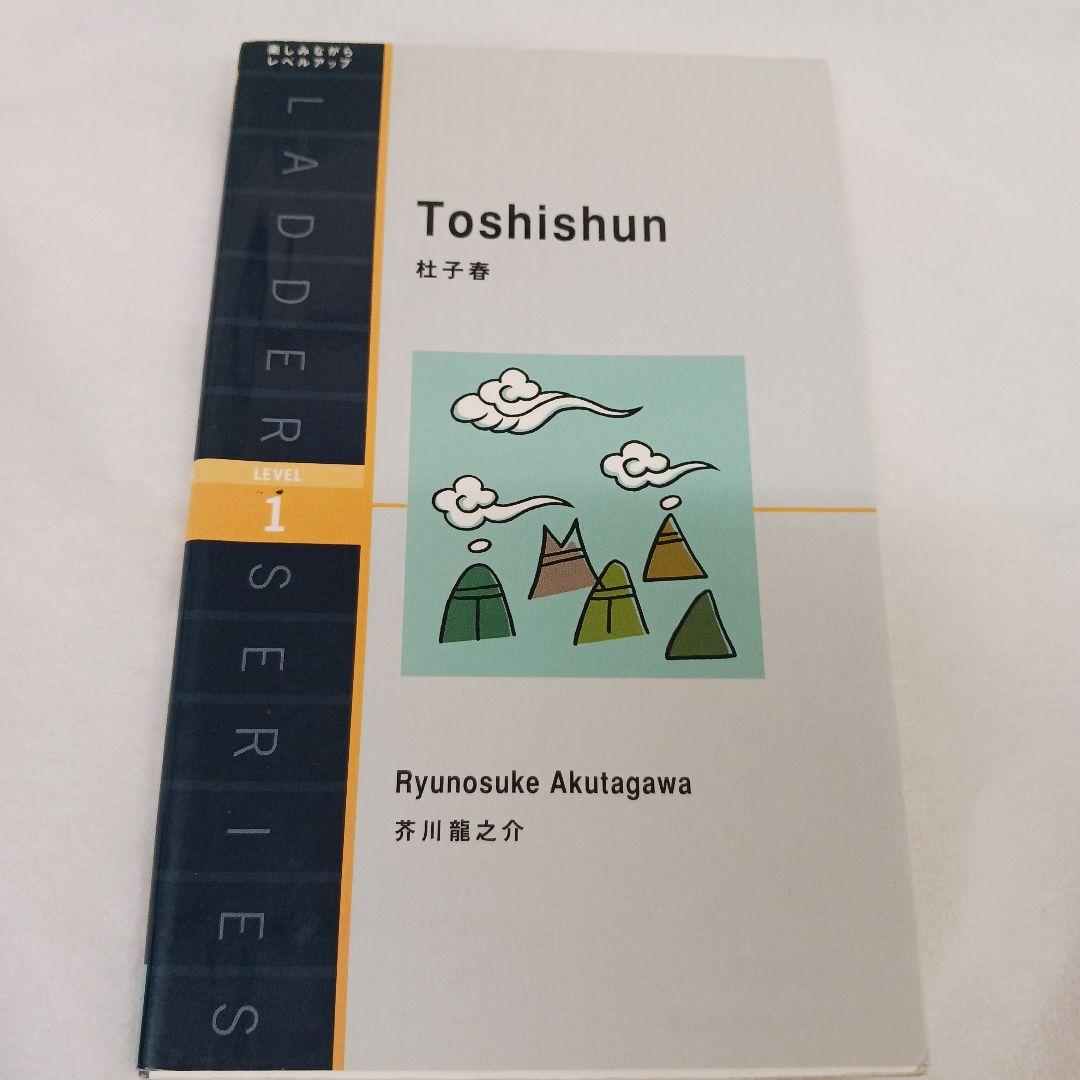 楽しみながら
レベルアップ
LADDER SERIES
LEVEL
1
Toshishun
杜子春
Ryunosuke Akutagawa
芥川龍之介